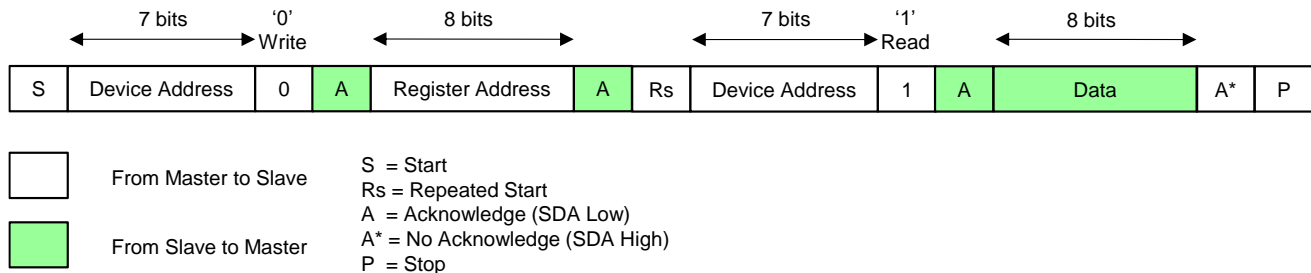 7 bits ‘0’ 8 bits 7 bits ‘1’ 8 bits
Write Read
S Device Address 0 A Register Address A Rs Device Address 1 A Data A* P
From Master to Slave
From Slave to Master
S = Start
Rs = Repeated Start
A = Acknowledge (SDA Low)
A* = No Acknowledge (SDA High)
P = Stop